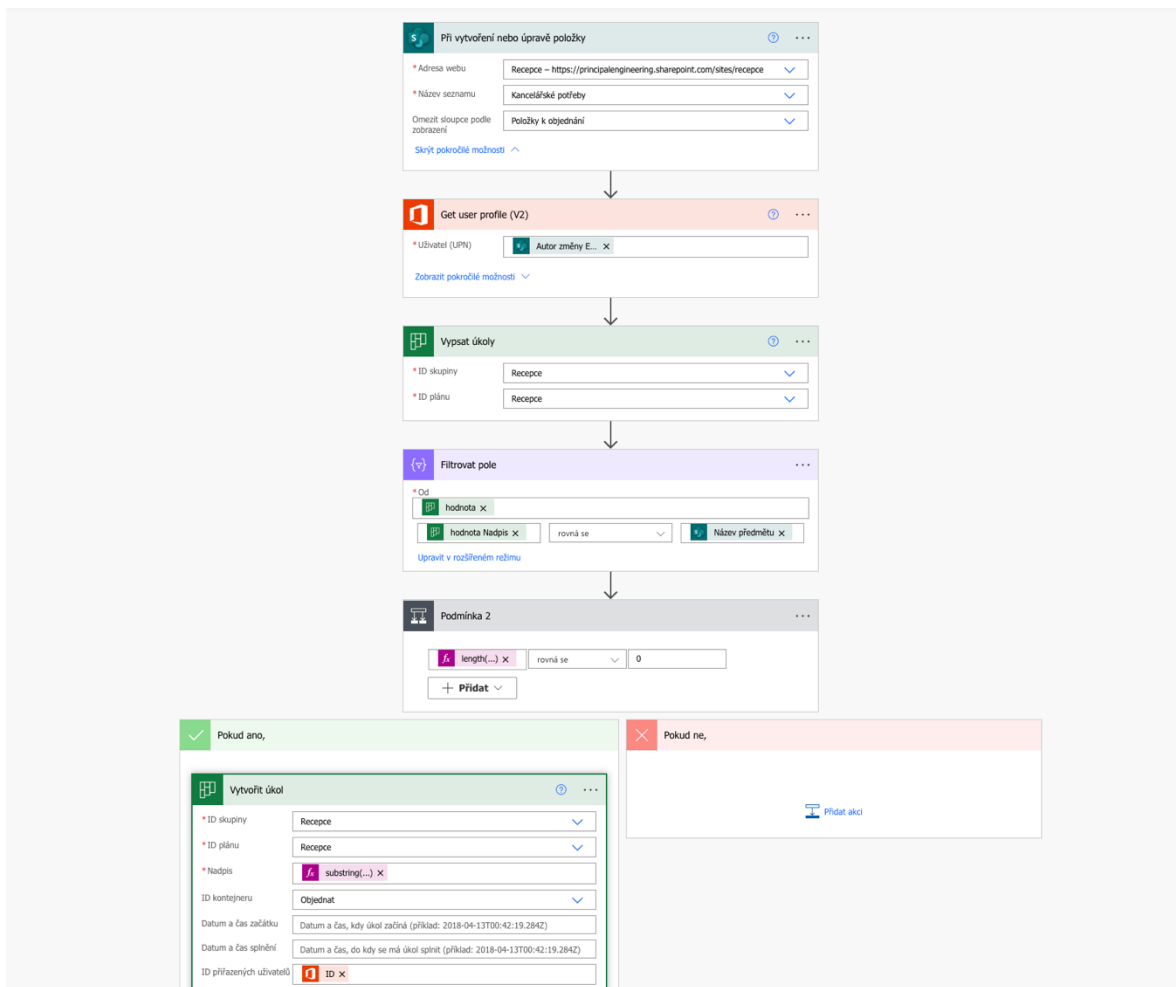 Při vytvoření nebo úpravě položky
* Adresa webu
Recepce – https://principalengineering.sharepoint.com/sites/recepce
* Název seznamu
Kancelářské potřeby
Omezit sloupce podle zobrazení
Položky k objednání
Skrýt pokročilé možnosti
Get user profile (V2)
* Uživatel (UPN)
Autor změny E...
Zobrazit pokročilé možnosti
Vypsat úkoly
* ID skupiny
Recepce
* ID plánu
Recepce
Filtrovat pole
* Od
hodnota
hodnota Nadpis
rovná se
Název předmětu
Upravit v rozšířeném režimu
Podmínka 2
length(...)
rovná se
0
Přidat
Pokud ano,
Pokud ne,
Vytvořit úkol
Přidat akci
* ID skupiny
Recepce
* ID plánu
Recepce
* Nadpis
substring(...)
ID kontejneru
Objednat
Datum a čas začátku
Datum a čas, kdy úkol začíná (příklad: 2018-04-13T00:42:19.284Z)
Datum a čas splnění
Datum a čas, do kdy se má úkol splnit (příklad: 2018-04-13T00:42:19.284Z)
ID přiřazených uživatelů
ID